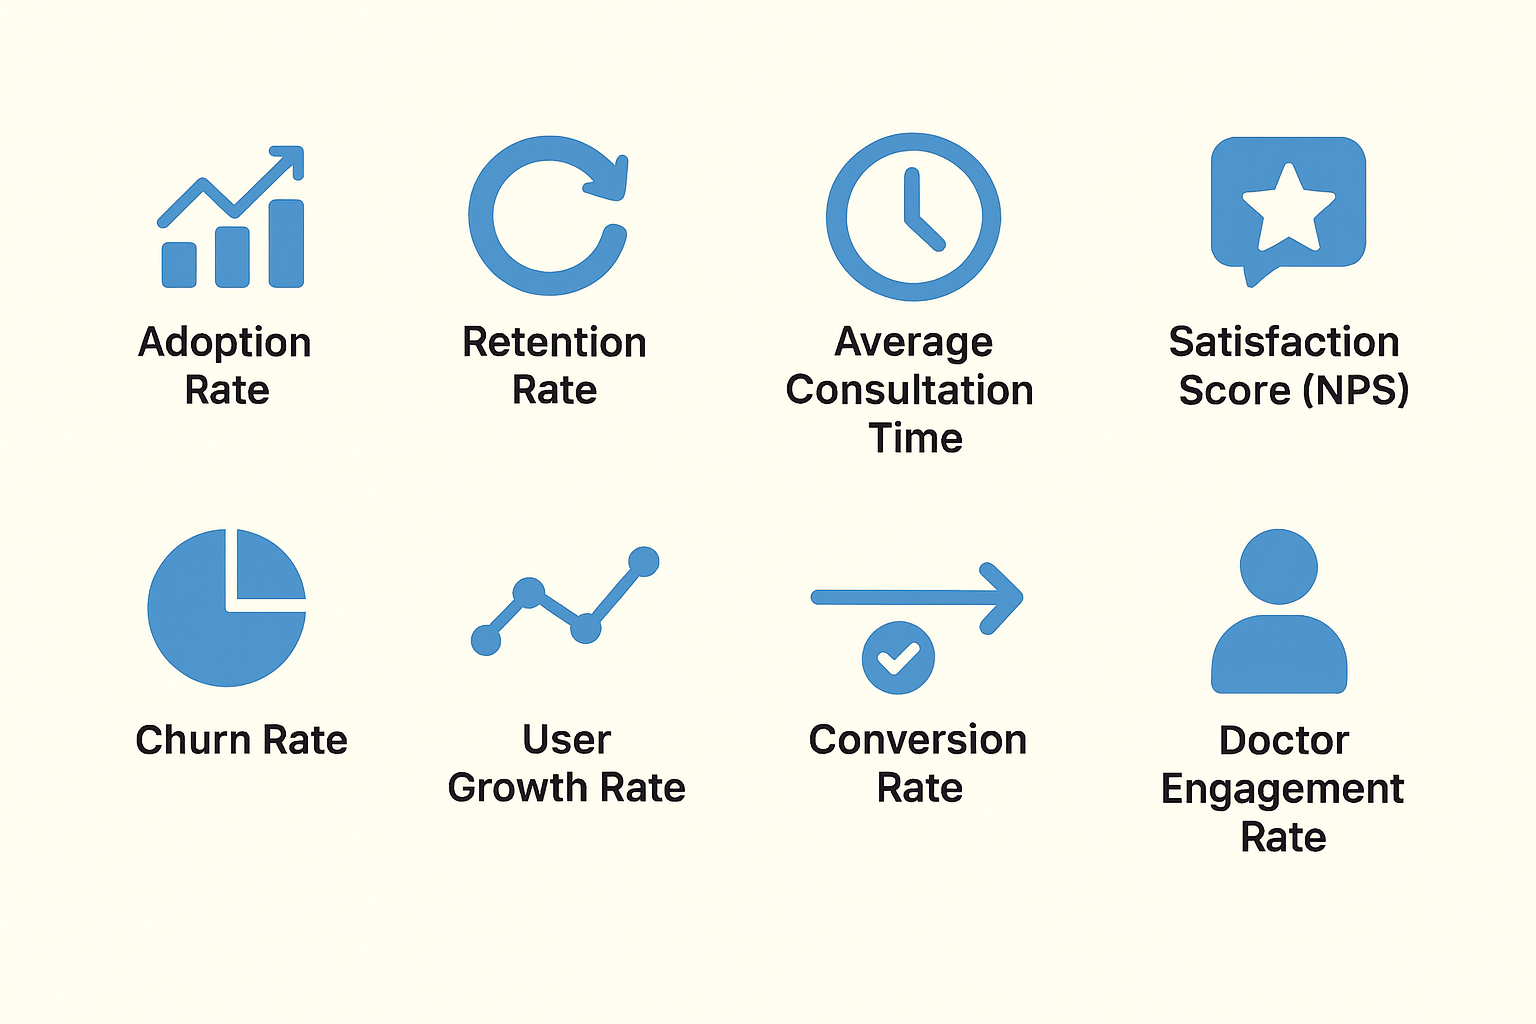 Adoption
Rate
Retention
Rate
Average
Consultation
Time
Satisfaction
Score (NPS)
Churn Rate
User
Growth Rate
Conversion
Rate
Doctor
Engagement
Rate